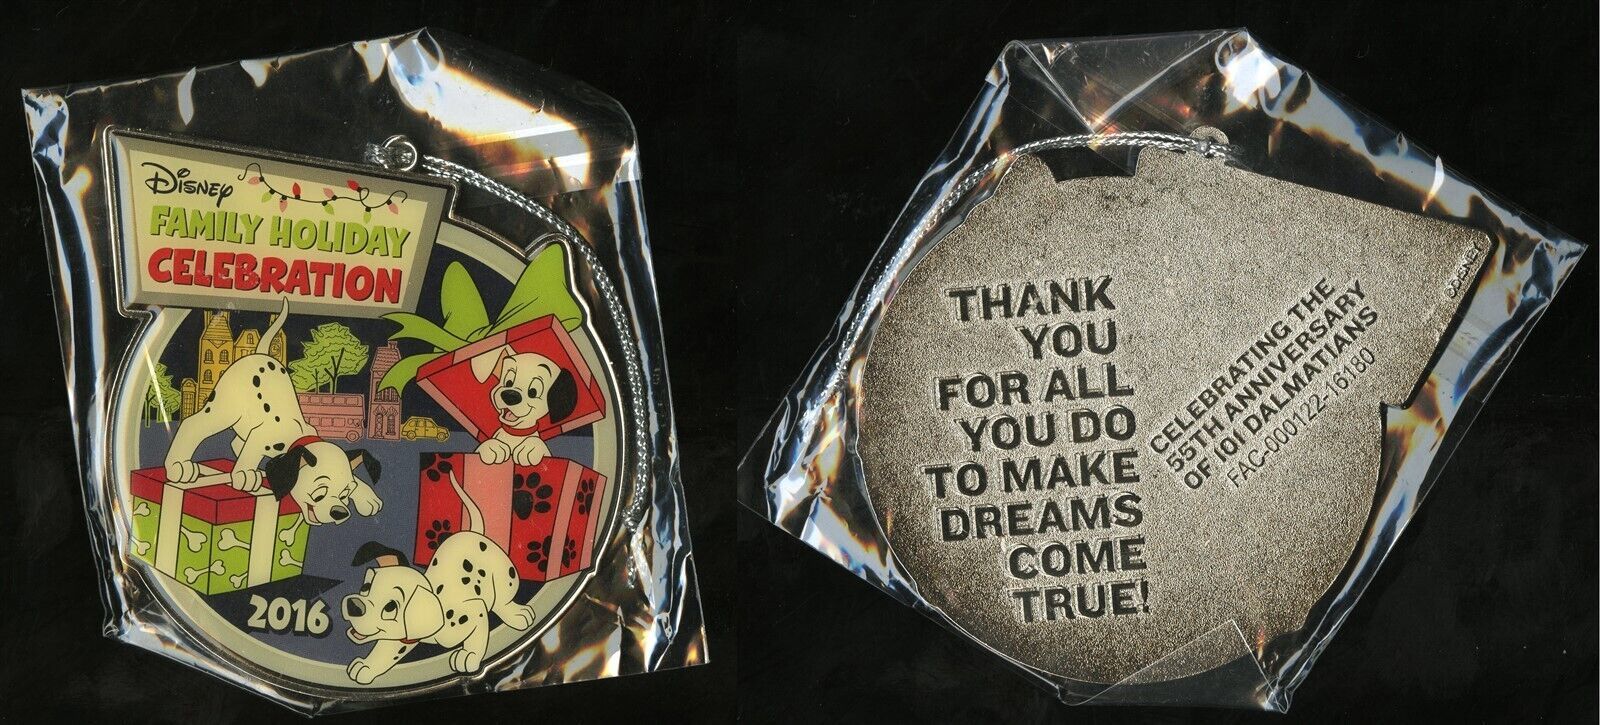 Disney
FAMILY HOLIDAY
CELEBRATION
2016
THANK
YOU
FOR ALL
YOU DO
TO MAKE
DREAMS
COME
TRUE!
CELEBRATING THE
55TH ANNIVERSARY
OF 101 DALMATIANS
FAC-000122-16180
©DISNEY